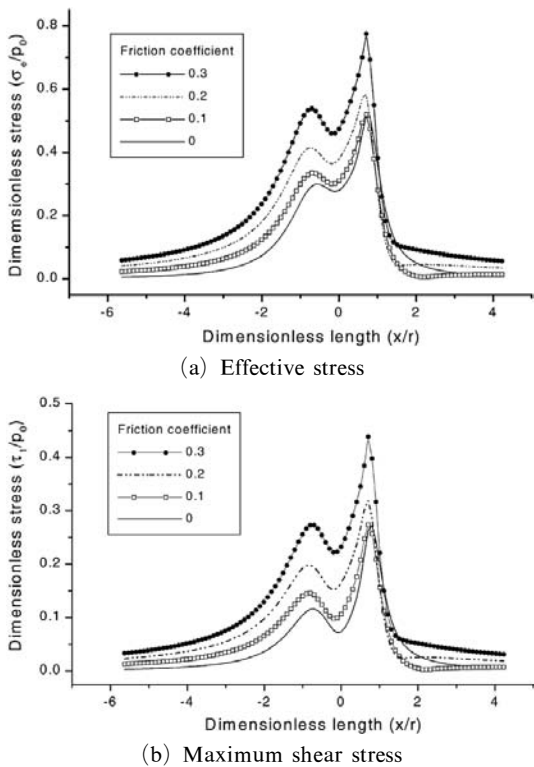 Friction coefficient
0.3
0.2
0.1
0
Dimemsionless stress (σe/p0)
0.8
0.6
0.4
0.2
0.0
-6 -4 -2 0 2 4
Dimensionless length (x/r)
(a) Effective stress
Friction coefficient
0.3
0.2
0.1
0
Dimensionless stress (τ1/p0)
0.5
0.4
0.3
0.2
0.1
0.0
-6 -4 -2 0 2 4 6
Dimensionless length (x/r)
(b) Maximum shear stress